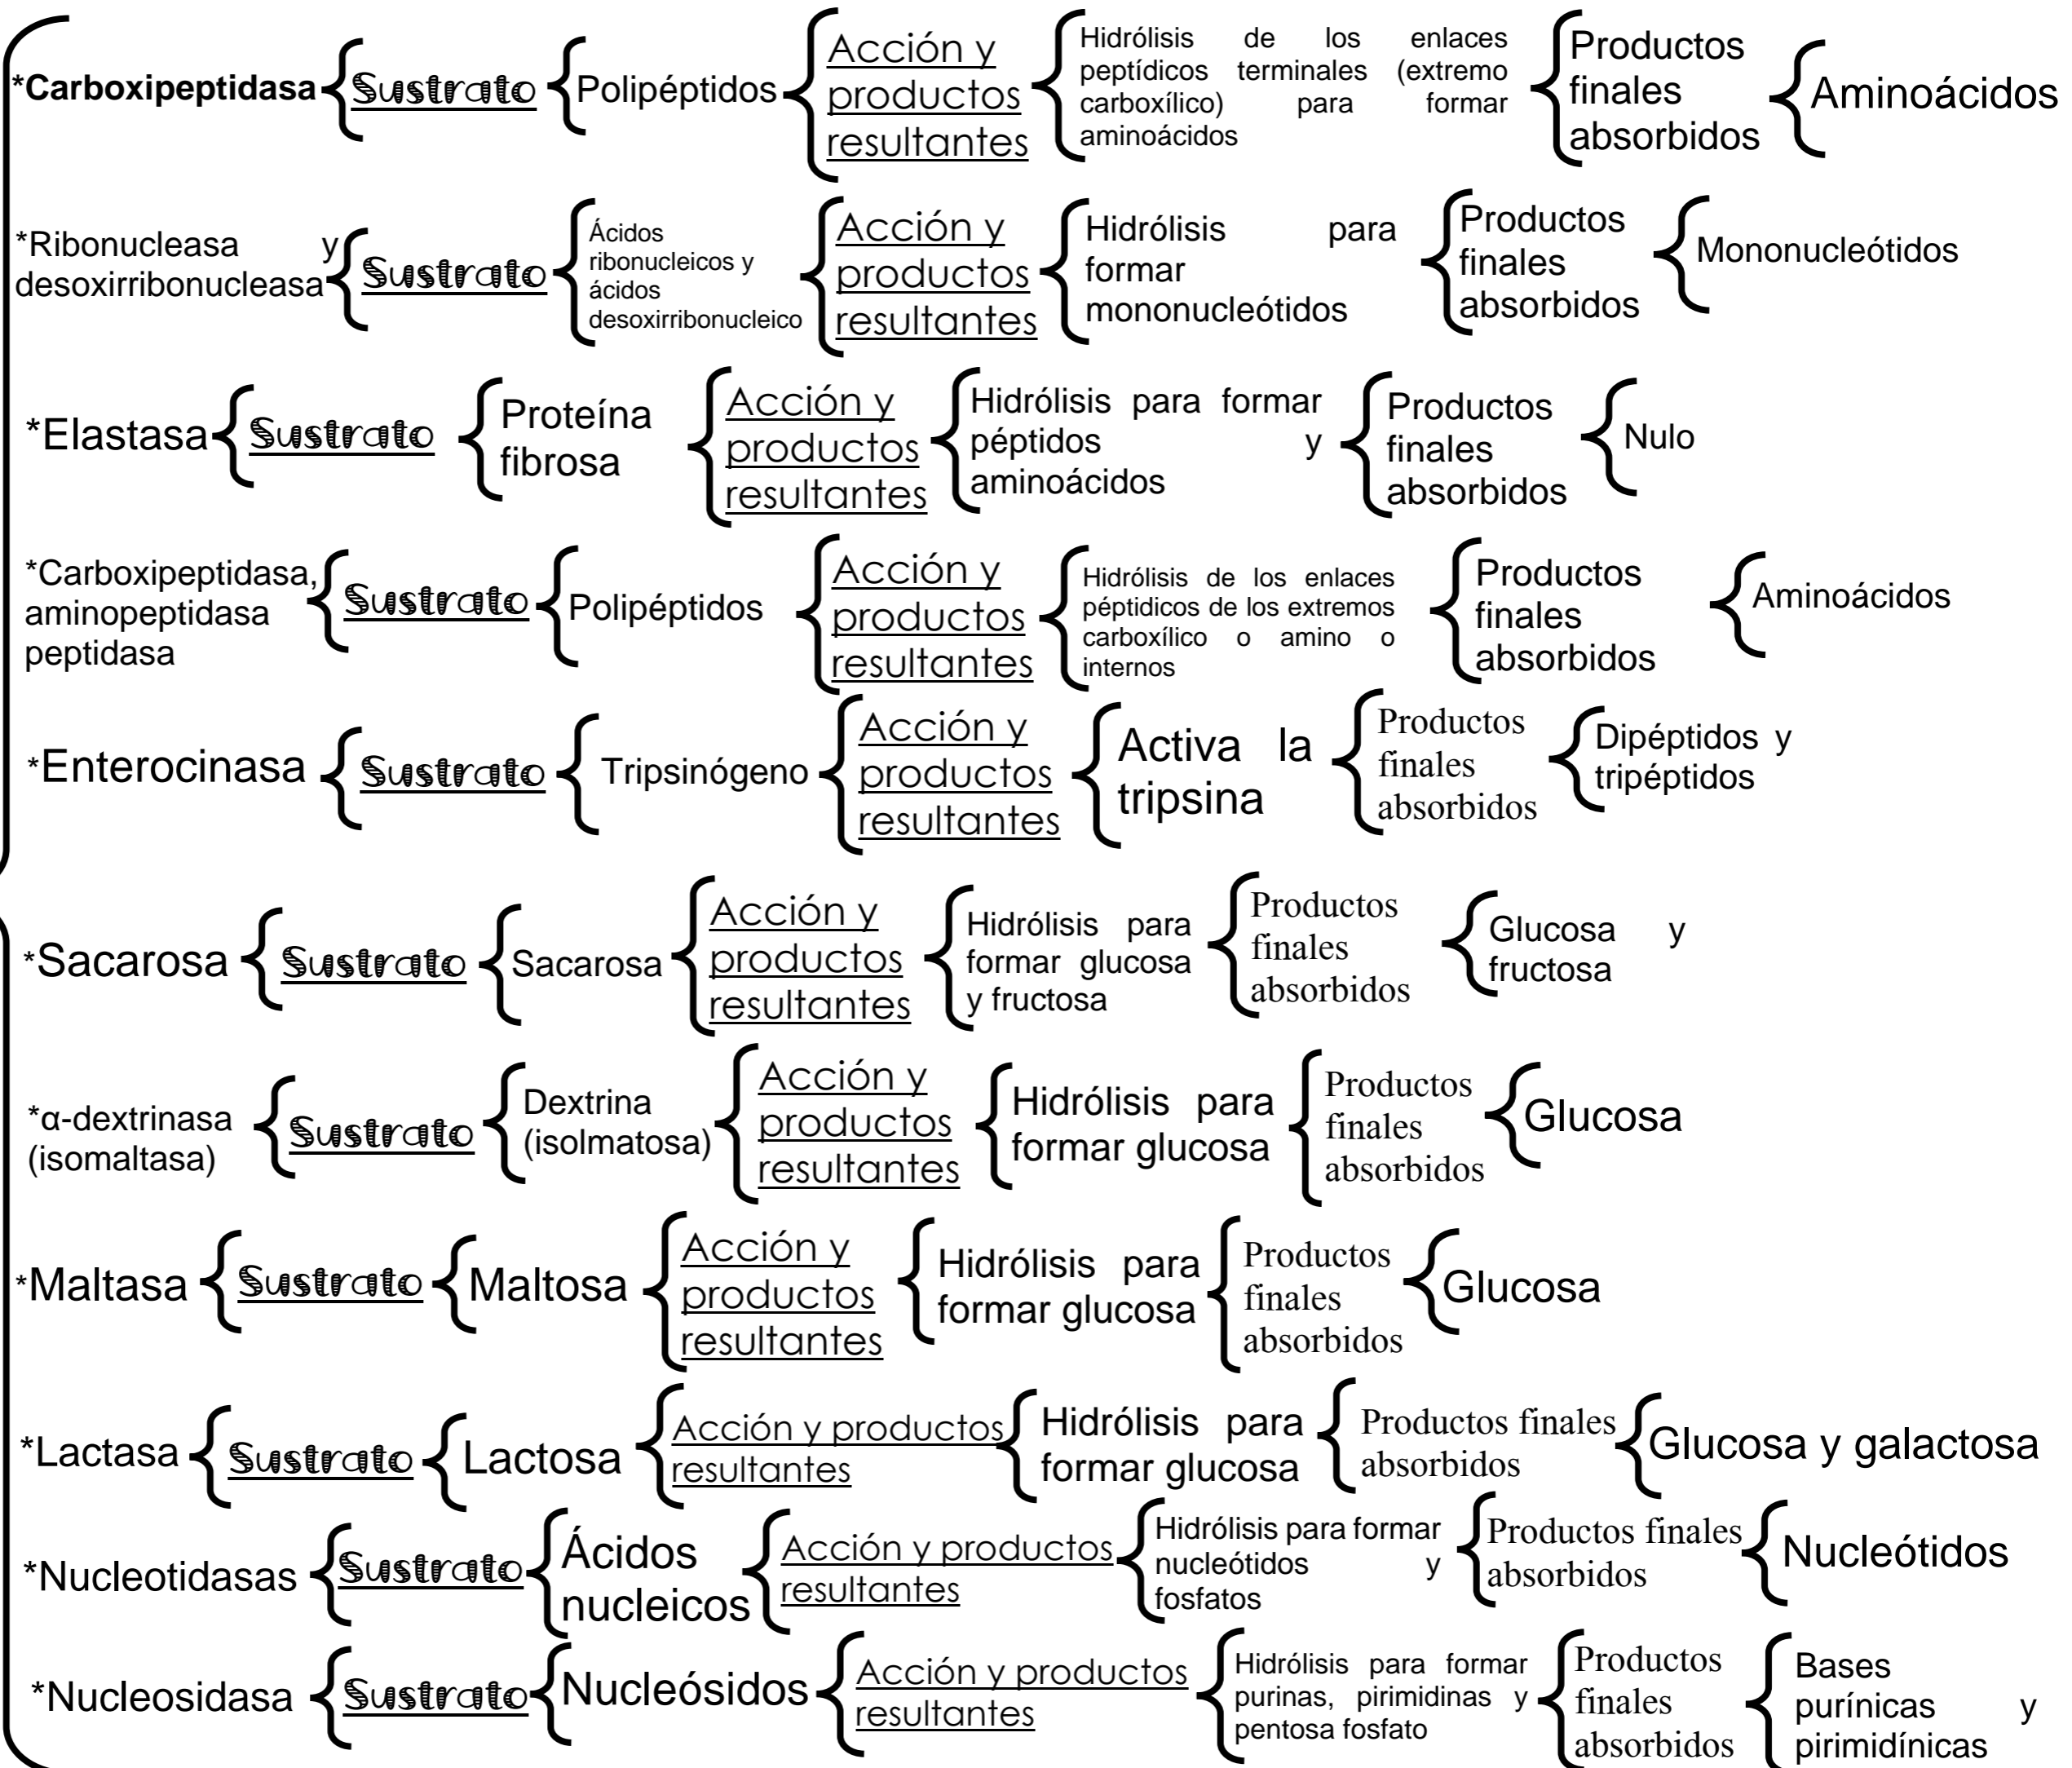 *Carboxipeptidasa
Sustrato
Polipéptidos
Acción y
productos
resultantes
Hidrólisis de los enlaces
peptídicos terminales (extremo
carboxílico) para formar
aminoácidos
Productos
finales
absorbidos
Aminoácidos
*Ribonucleasa y
desoxirribonucleasa
Sustrato
Ácidos
ribonucleicos y
ácidos
desoxirribonucleico
Acción y
productos
resultantes
Hidrólisis para
formar
mononucleótidos
Productos
finales
absorbidos
Mononucleótidos
*Elastasa
Sustrato
Proteína
fibrosa
Acción y
productos
resultantes
Hidrólisis para formar
péptidos y
aminoácidos
Productos
finales
absorbidos
Nulo
*Carboxipeptidasa,
aminopeptidasa
peptidasa
Sustrato
Polipéptidos
Acción y
productos
resultantes
Hidrólisis de los enlaces
péptidicos de los extremos
carboxílico o amino o
internos
Productos
finales
absorbidos
Aminoácidos
*Enterocinasa
Sustrato
Tripsinógeno
Acción y
productos
resultantes
Activa la
tripsina
Productos
finales
absorbidos
Dipéptidos y
tripéptidos
*Sacarosa
Sustrato
Sacarosa
Acción y
productos
resultantes
Hidrólisis para
formar glucosa
y fructosa
Productos
finales
absorbidos
Glucosa y
fructosa
*α-dextrinasa
(isomaltasa)
Sustrato
Dextrina
(isolmatosa)
Acción y
productos
resultantes
Hidrólisis para
formar glucosa
Productos
finales
absorbidos
Glucosa
*Maltasa
Sustrato
Maltosa
Acción y
productos
resultantes
Hidrólisis para
formar glucosa
Productos
finales
absorbidos
Glucosa
*Lactasa
Sustrato
Lactosa
Acción y productos
resultantes
Hidrólisis para
formar glucosa
Productos finales
absorbidos
Glucosa y galactosa
*Nucleotidasas
Sustrato
Ácidos
nucleicos
Acción y productos
resultantes
Hidrólisis para formar
nucleótidos y
fosfatos
Productos finales
absorbidos
Nucleótidos
*Nucleosidasa
Sustrato
Nucleósidos
Acción y productos
resultantes
Hidrólisis para formar
purinas, pirimidinas y
pentosa fosfato
Productos
finales
absorbidos
Bases
purínicas y
pirimidínicas